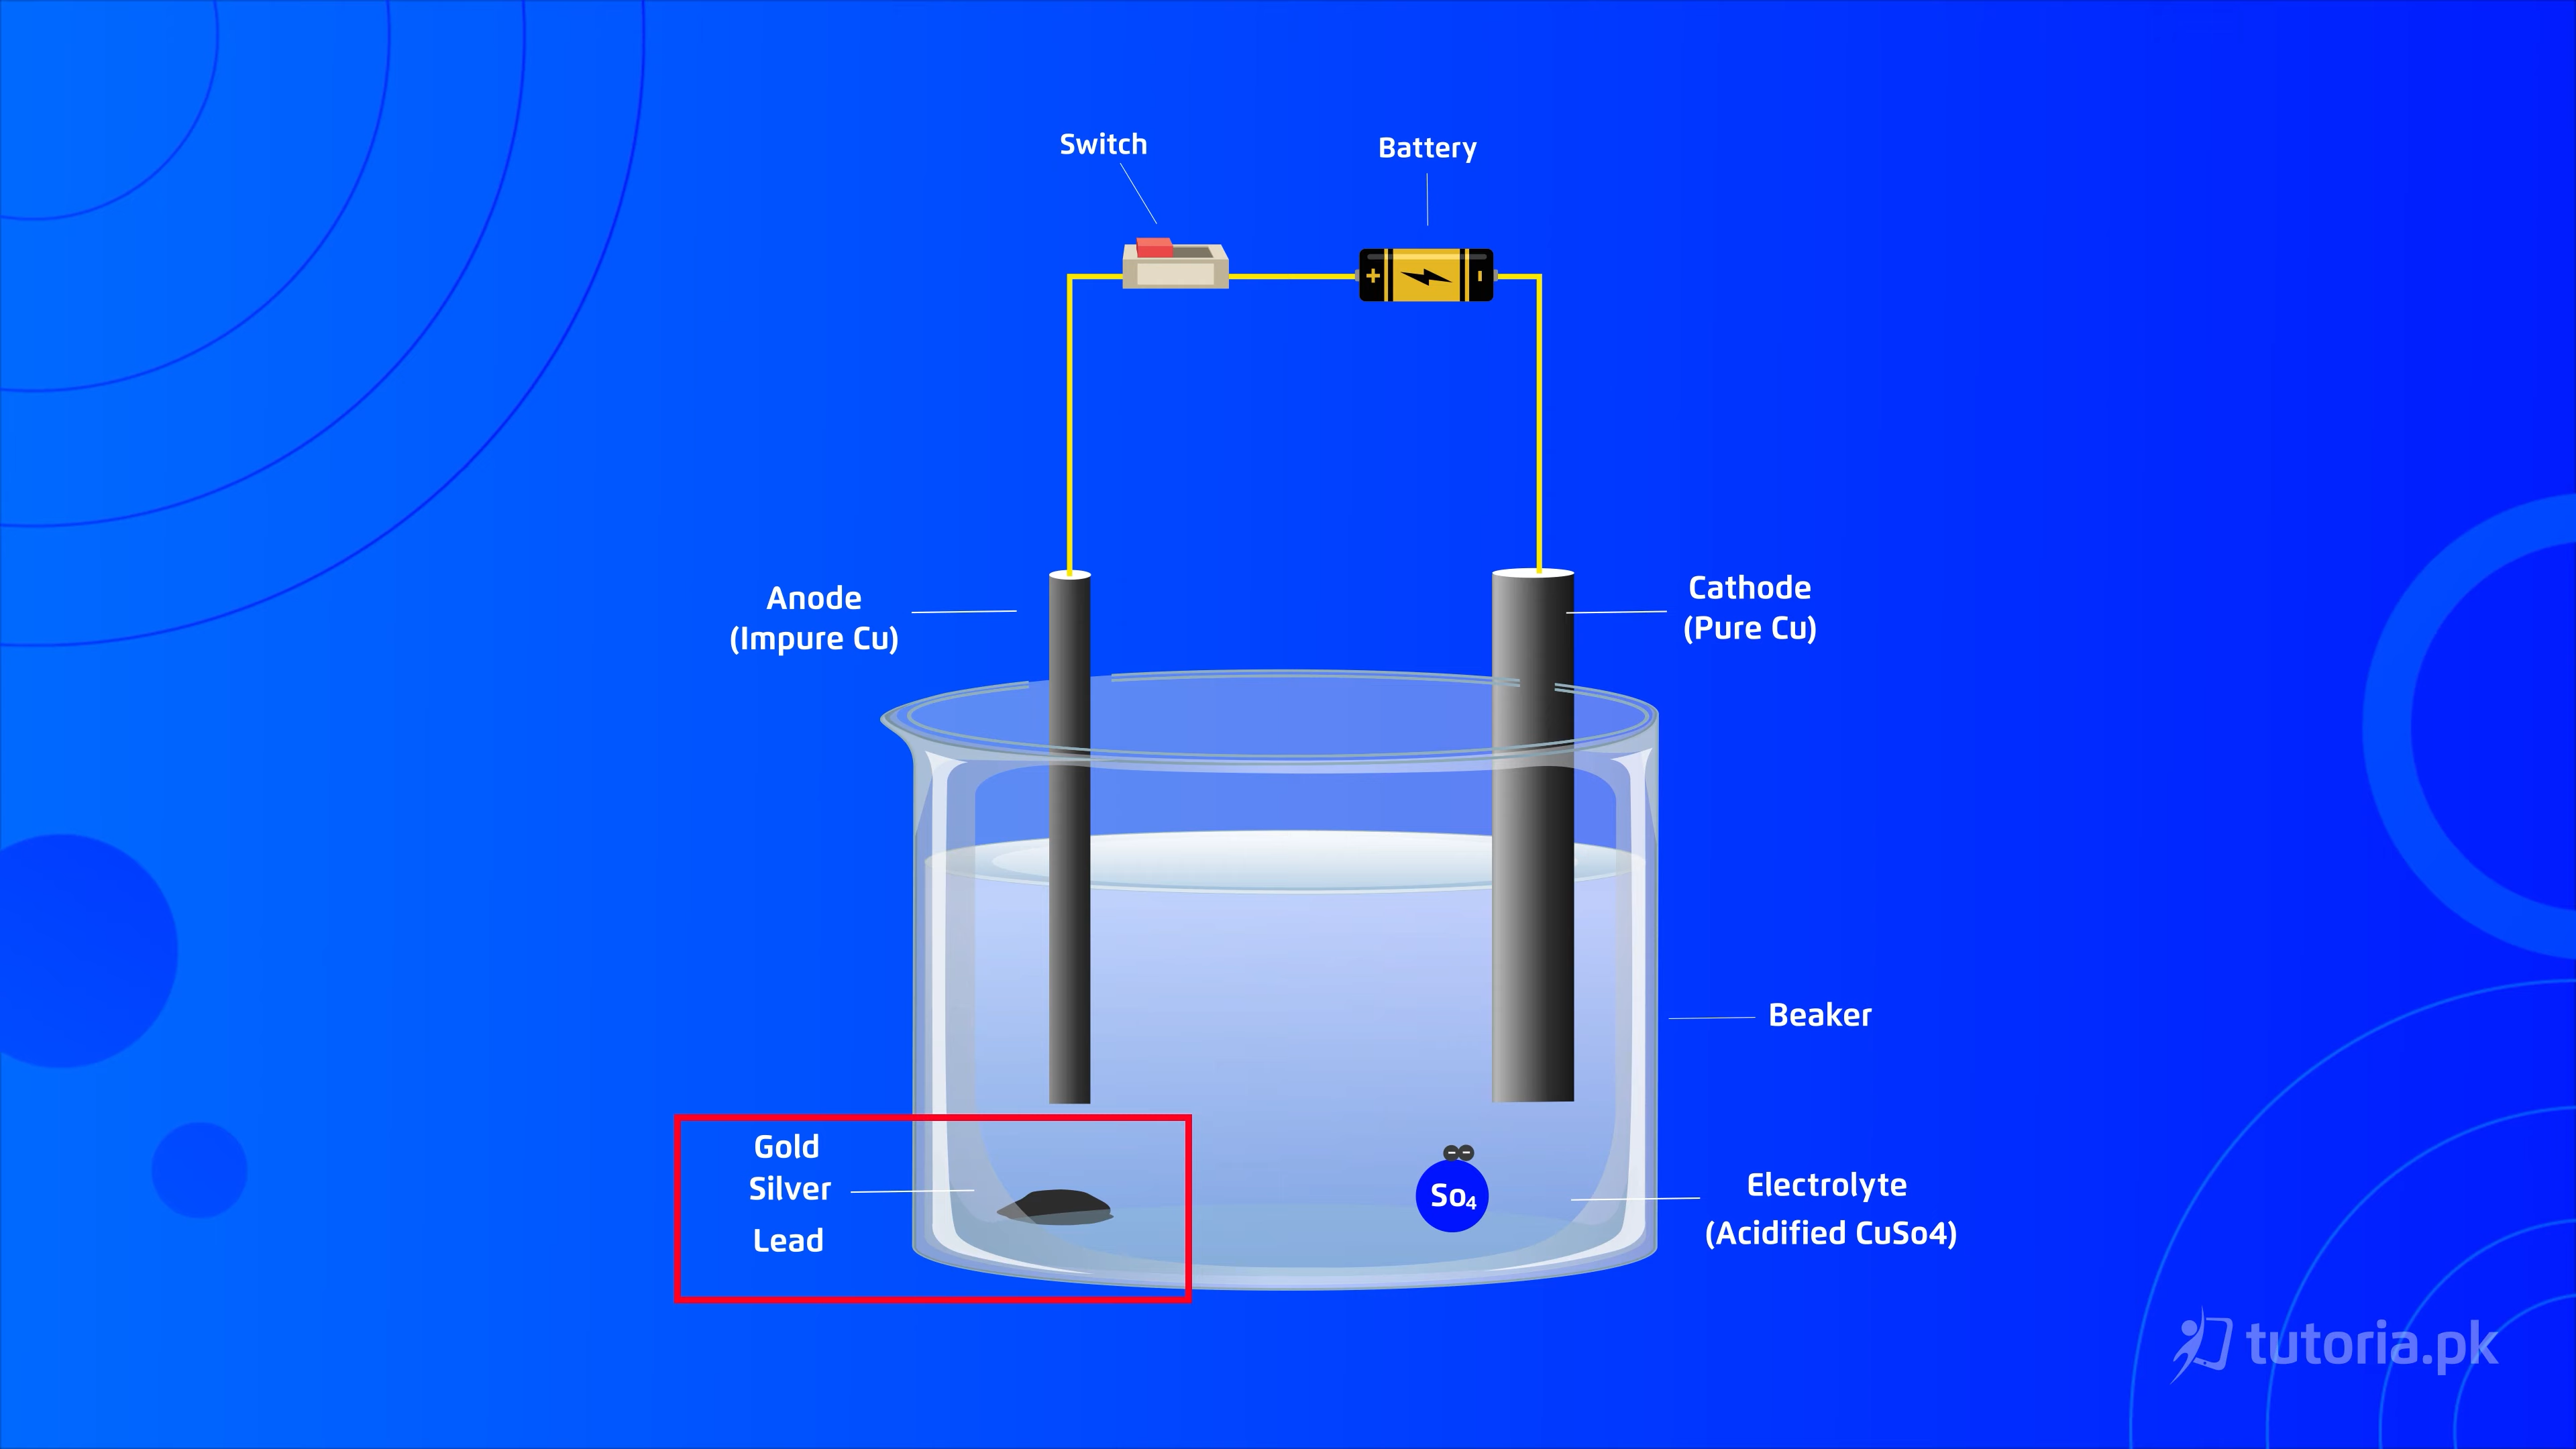 Switch
Battery
+ -
Anode
(Impure Cu)
Cathode
(Pure Cu)
Beaker
Gold
Silver
Lead
− −
So₄
Electrolyte
(Acidified CuSo4)
tutoria.pk